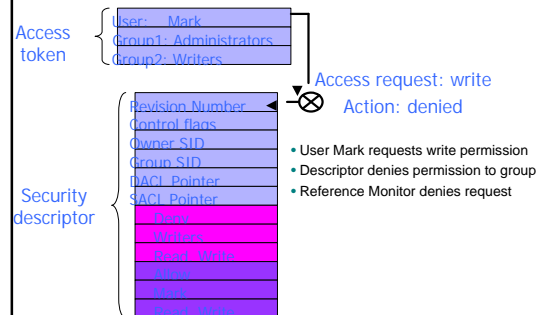 User: Mark
Group1: Administrators
Group2: Writers
Access
token
Access request: write
Action: denied
Revision Number
Control flags
Owner SID
Group SID
DACL Pointer
SACL Pointer
Deny
Writers
Read, Write
Allow
Mark
Security
descriptor
• User Mark requests write permission
• Descriptor denies permission to group
• Reference Monitor denies request